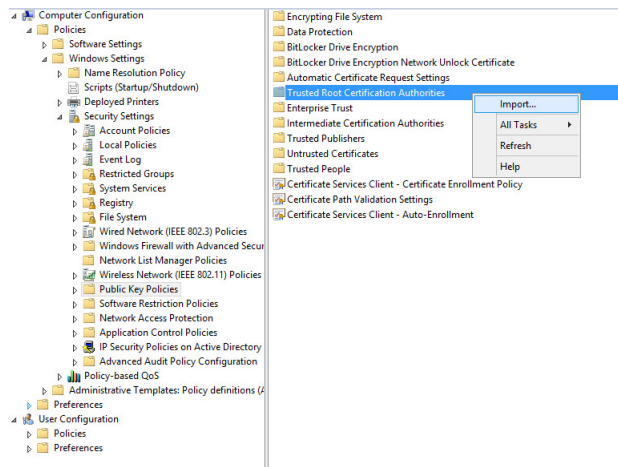 Computer Configuration
Policies
Software Settings
Windows Settings
Name Resolution Policy
Scripts (Startup/Shutdown)
Deployed Printers
Security Settings
Account Policies
Local Policies
Event Log
Restricted Groups
System Services
Registry
File System
Wired Network (IEEE 802.3) Policies
Windows Firewall with Advanced Secur
Network List Manager Policies
Wireless Network (IEEE 802.11) Policies
Public Key Policies
Software Restriction Policies
Network Access Protection
Application Control Policies
IP Security Policies on Active Directory
Advanced Audit Policy Configuration
Policy-based QoS
Administrative Templates: Policy definitions (A
Preferences
User Configuration
Policies
Preferences
Encrypting File System
Data Protection
BitLocker Drive Encryption
BitLocker Drive Encryption Network Unlock Certificate
Automatic Certificate Request Settings
Trusted Root Certification Authorities
Enterprise Trust
Intermediate Certification Authorities
Trusted Publishers
Untrusted Certificates
Trusted People
Certificate Services Client - Certificate Enrollment Policy
Certificate Path Validation Settings
Certificate Services Client - Auto-Enrollment
Import...
All Tasks
Refresh
Help